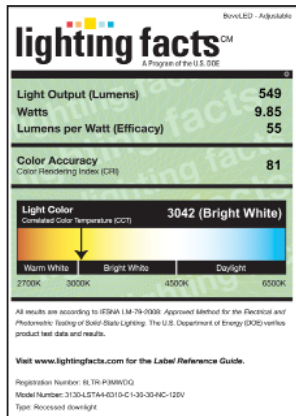 BoveLED - Adjustable
lighting facts CM
A Program of the U.S. DOE
Light Output (Lumens) 549
Watts 9.85
Lumens per Watt (Efficacy) 55
Color Accuracy 81
Color Rendering Index (CRI)
Light Color
Correlated Color Temperature (CCT) 3042 (Bright White)
Warm White Bright White Daylight
2700K 3000K 4500K 6500K
All results are according to IESNA LM-79-2008: Approved Method for the Electrical and
Photometric Testing of Solid-State Lighting. The U.S. Department of Energy (DOE) verifies
product test data and results.
Visit www.lightingfacts.com for the Label Reference Guide.
Registration Number: 8LTR-P3MWDQ
Model Number: 3130-LSTA4-8310-C1-30-30-NC-120V
Type: Recessed downlight